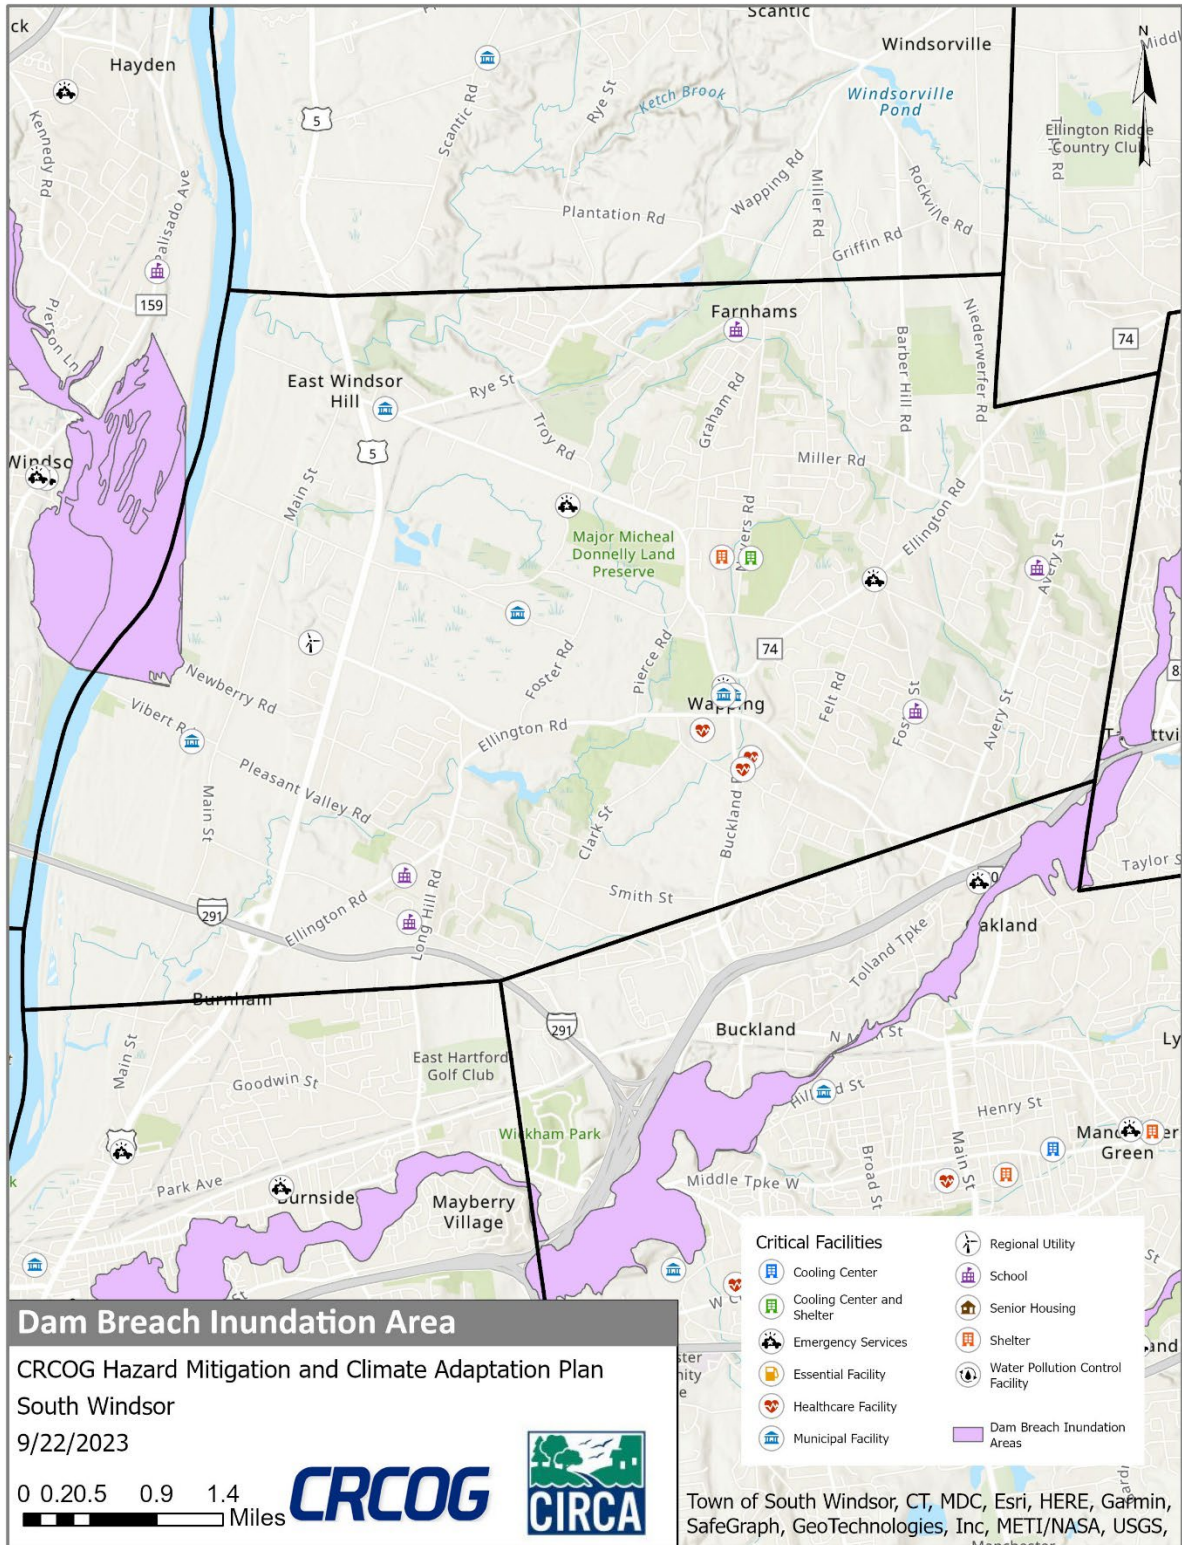 ck
Hayden
Scantic
Windsorville
N
Middl
Windsorville
Pond
Ketch Brook
Rye St
Scantic Rd
5
Kennedy Rd
Ellington Ridge
Country Club
Palisado Ave
Plantation Rd
Wapping Rd
Miller Rd
Rockville Rd
Griffin Rd
159
Pierson Ln
Farnhams
Niederwerfer Rd
Barber Hill Rd
74
East Windsor
Hill
Rye St
Troy Rd
Graham Rd
5
Windso
Main St
Miller Rd
Ellington Rd
Major Micheal
Donnelly Land
Preserve
Avery St
Foster Rd
Pierce Rd
74
Newberry Rd
Vibert
Wapping
Felt Rd
Avery St
Ellington Rd
Pleasant Valley Rd
Main St
Clark St
Buckland
Smith St
Taylor S
291
Ellington Rd
Long Hill Rd
akland
Tolland Tpke
Burnham
Buckland
291
Main St
East Hartford
Golf Club
Goodwin St
Henry St
Wickham Park
Green
Park Ave
Burnside
Mayberry
Village
Middle Tpke W
Broad St
Main St
Critical Facilities
Cooling Center
Cooling Center and
Shelter
Emergency Services
Essential Facility
Healthcare Facility
Municipal Facility
Regional Utility
School
Senior Housing
Shelter
Water Pollution Control
Facility
Dam Breach Inundation
Areas
Dam Breach Inundation Area
CRCOG Hazard Mitigation and Climate Adaptation Plan
South Windsor
9/22/2023
0 0.20.5 0.9 1.4
Miles
CRCOG
CIRCA
Town of South Windsor, CT, MDC, Esri, HERE, Garmin,
SafeGraph, GeoTechnologies, Inc, METI/NASA, USGS,